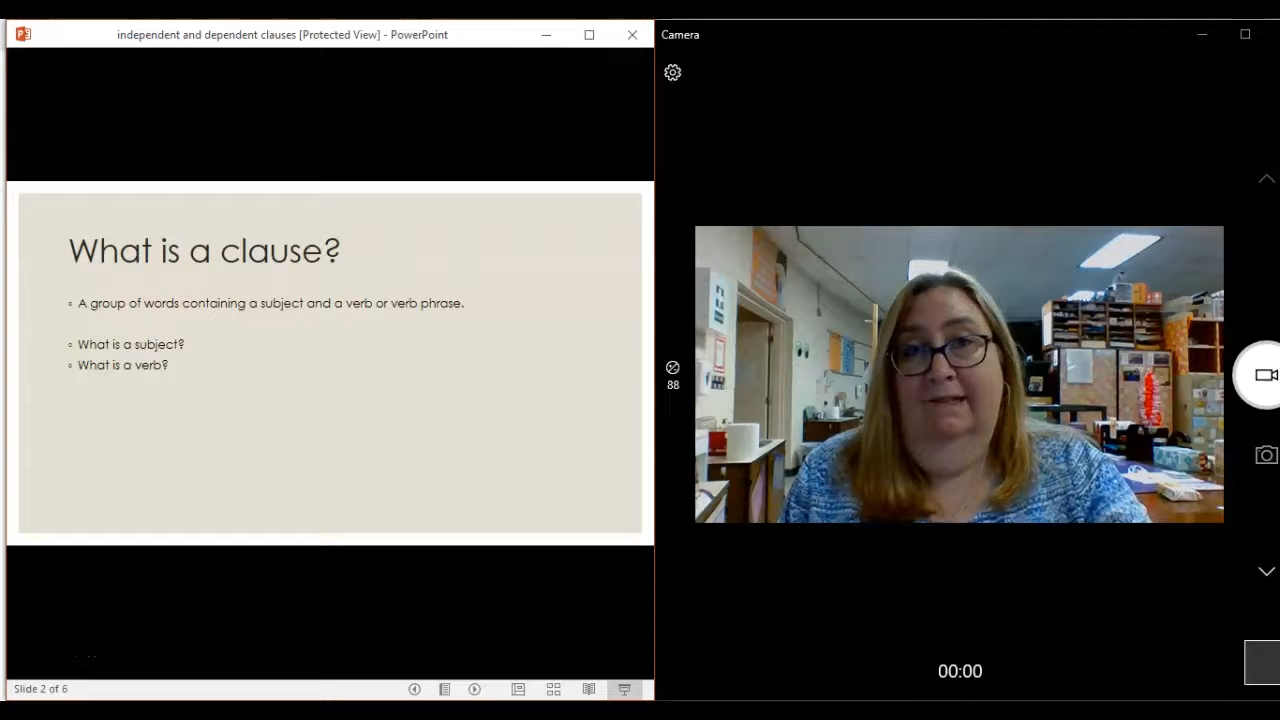 independent and dependent clauses [Protected View] - PowerPoint
What is a clause?
A group of words containing a subject and a verb or verb phrase.
What is a subject?
What is a verb?
Slide 2 of 6
Camera
88
00:00